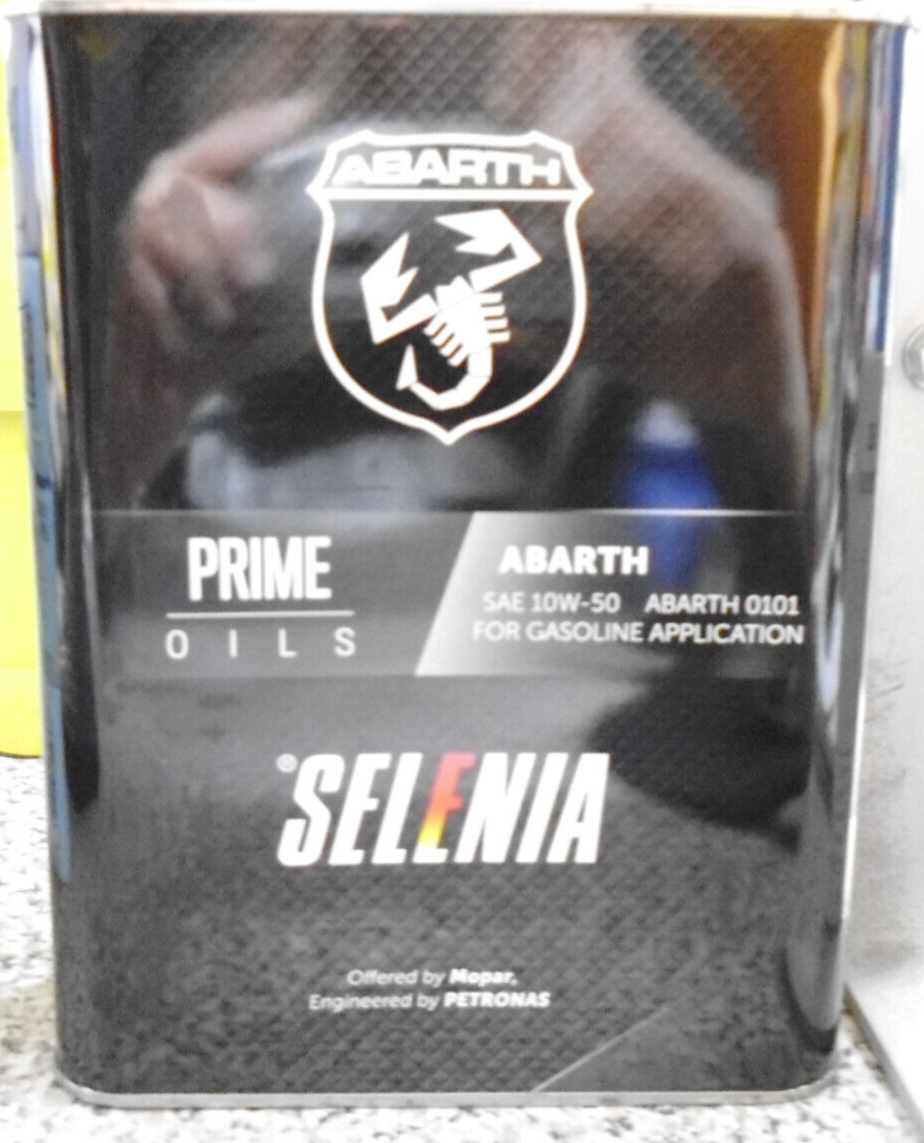 ABARTH
PRIME
OILS
ABARTH
SAE 10W-50 ABARTH 0101
FOR GASOLINE APPLICATION
®SELENIA
Offered by Mopar.
Engineered by PETRONAS